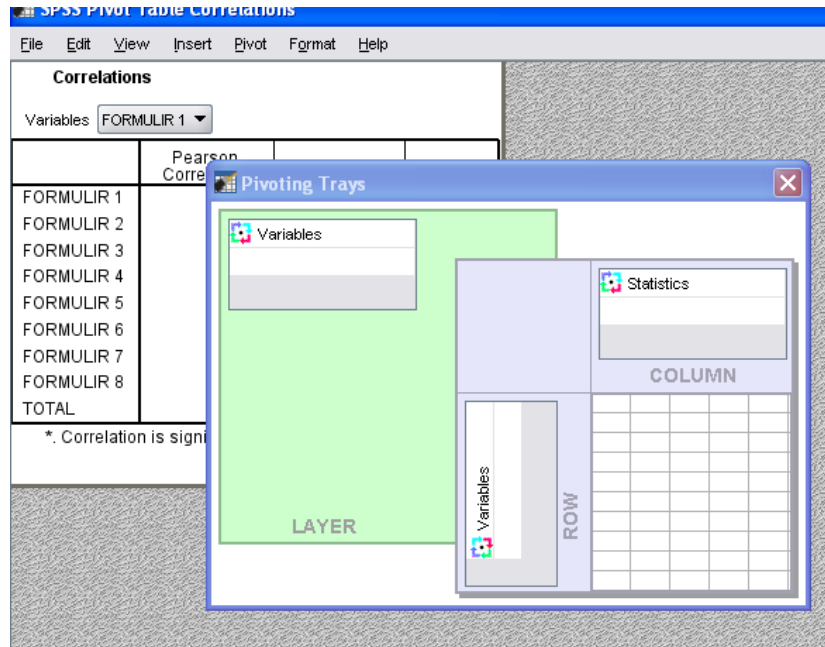 SPSS Pivot Table Correlations
File Edit View Insert Pivot Format Help
Correlations
Variables FORMULIR 1
Pearson
Corre
FORMULIR 1
FORMULIR 2
FORMULIR 3
FORMULIR 4
FORMULIR 5
FORMULIR 6
FORMULIR 7
FORMULIR 8
TOTAL
*. Correlation is signi
Pivoting Trays
Variables
Statistics
COLUMN
Variables
ROW
LAYER